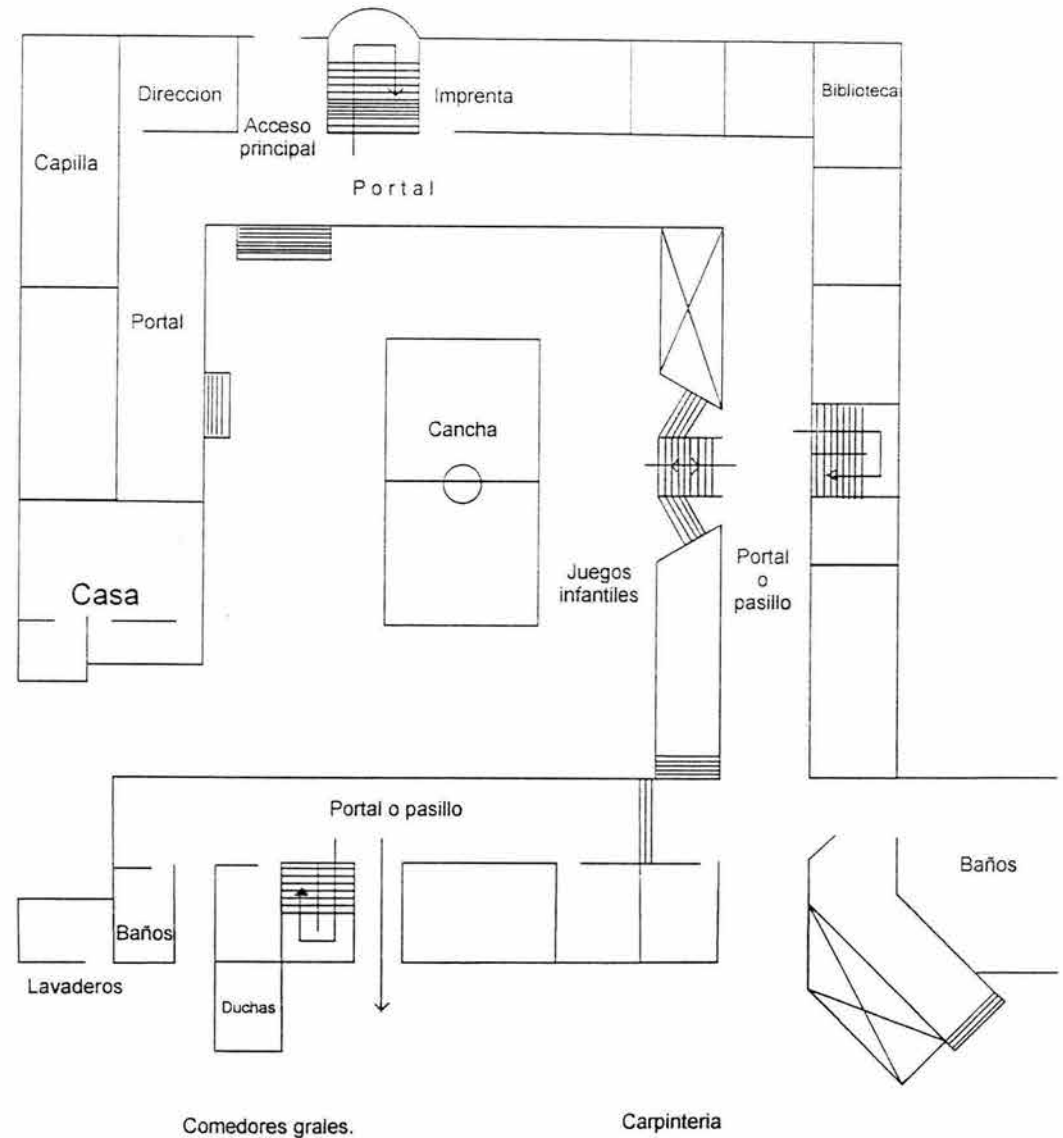 Direccion
Imprenta
Biblioteca
Acceso
principal
Capilla
Portal
Portal
Cancha
Juegos
infantiles
Portal
o
pasillo
Casa
Portal o pasillo
Baños
Baños
Lavaderos
Duchas
Comedores grales.
Carpinteria